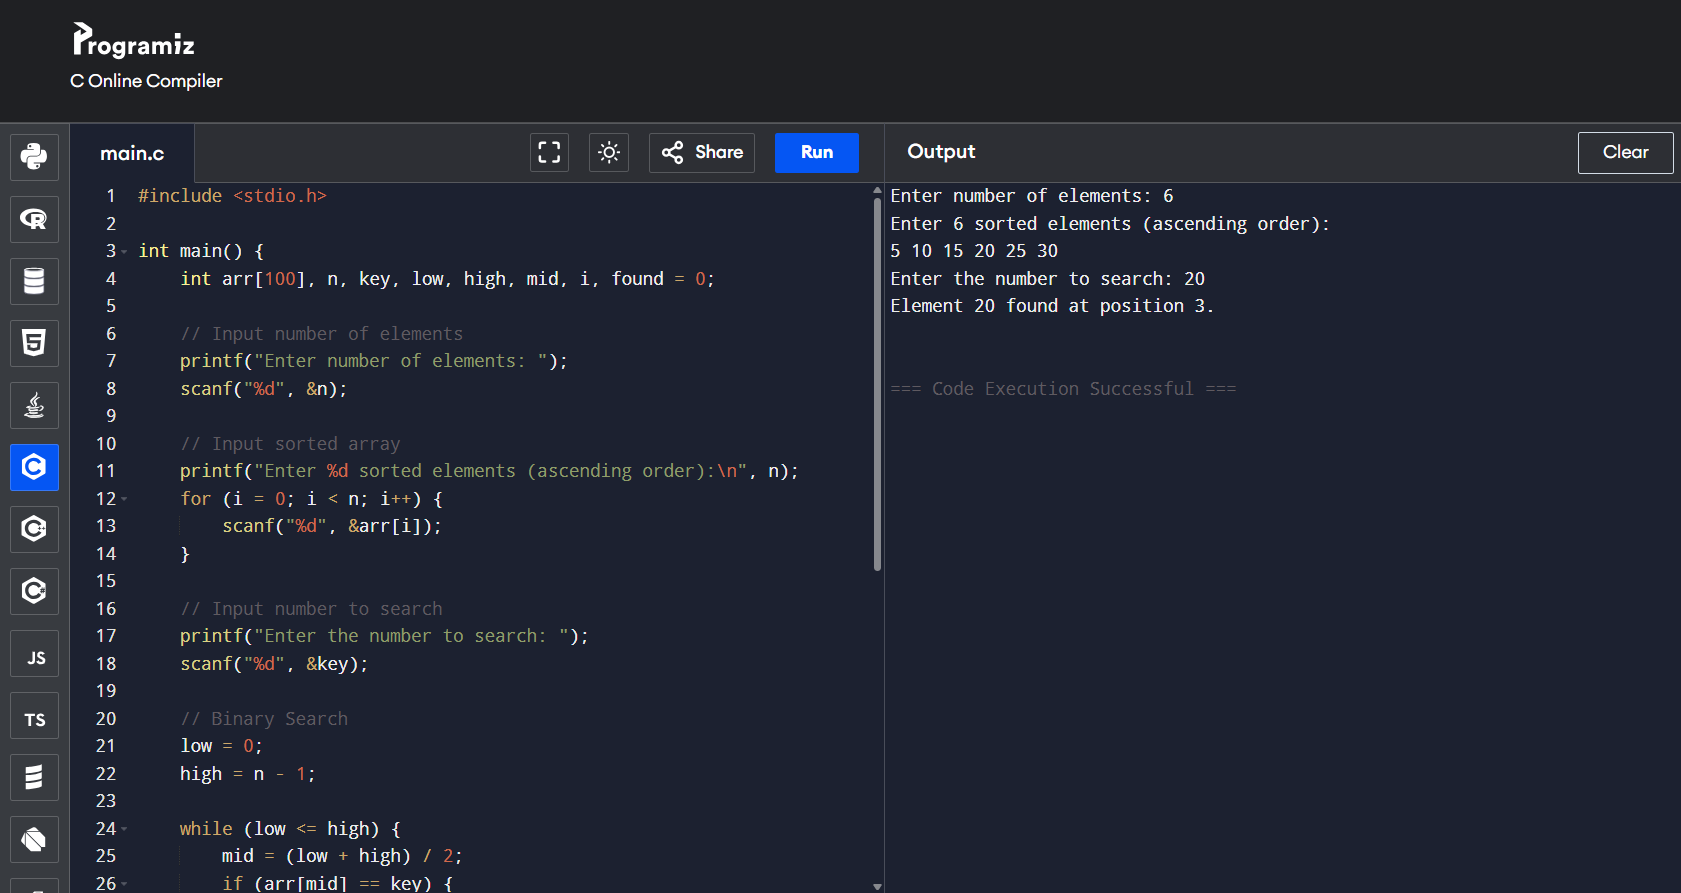 Programiz
C Online Compiler
main.c
Share
Run
Output
Clear
JS
TS
1 #include <stdio.h>
2
3 int main() {
4     int arr[100], n, key, low, high, mid, i, found = 0;
5
6     // Input number of elements
7     printf("Enter number of elements: ");
8     scanf("%d", &n);
9
10     // Input sorted array
11     printf("Enter %d sorted elements (ascending order):\n", n);
12     for (i = 0; i < n; i++) {
13         scanf("%d", &arr[i]);
14     }
15
16     // Input number to search
17     printf("Enter the number to search: ");
18     scanf("%d", &key);
19
20     // Binary Search
21     low = 0;
22     high = n - 1;
23
24     while (low <= high) {
25         mid = (low + high) / 2;
26         if (arr[mid] == key) {
Enter number of elements: 6
Enter 6 sorted elements (ascending order):
5 10 15 20 25 30
Enter the number to search: 20
Element 20 found at position 3.
=== Code Execution Successful ===